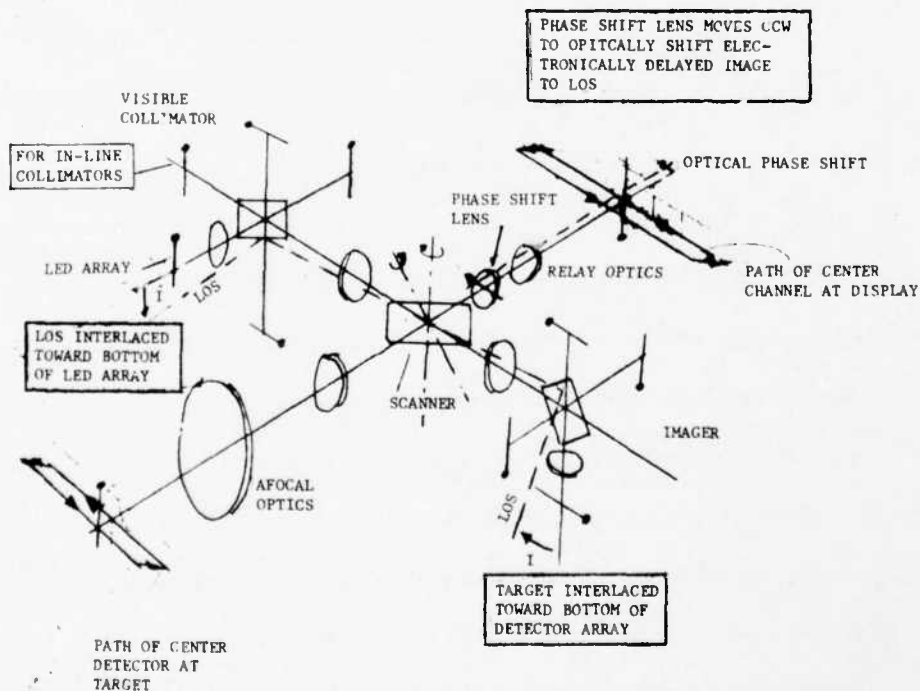 PHASE SHIFT LENS MOVES CCW
TO OPITCALLY SHIFT ELEC-
TRONICALLY DELAYED IMAGE
TO LOS
VISIBLE
COLLIMATOR
FOR IN-LINE
COLLIMATORS
OPTICAL PHASE SHIFT
PHASE SHIFT
LENS
LED ARRAY
I
LOS
RELAY OPTICS
PATH OF CENTER
CHANNEL AT DISPLAY
LOS INTERLACED
TOWARD BOTTOM
OF LED ARRAY
SCANNER
IMAGER
AFOCAL
OPTICS
LOS
I
TARGET INTERLACED
TOWARD BOTTOM OF
DETECTOR ARRAY
PATH OF CENTER
DETECTOR AT
TARGET